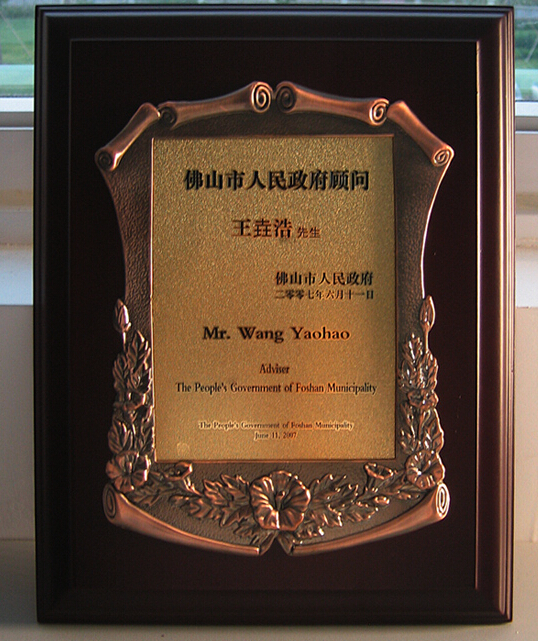 佛山市人民政府顾问
王垚浩 先生
佛山市人民政府
二零零七年六月十一日
Mr. Wang Yaohao
Adviser
The People's Government of Foshan Municipality
The People's Government of Foshan Municipality
June 11, 2007